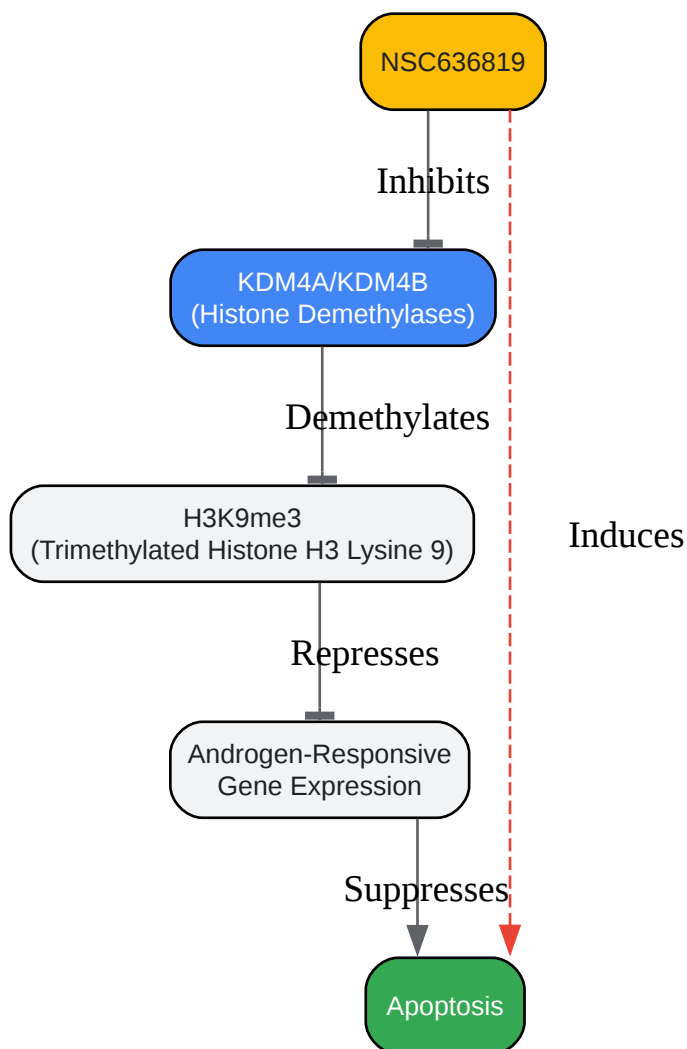 NSC636819
Inhibits
KDM4A/KDM4B
(Histone Demethylases)
Demethylates
H3K9me3
(Trimethylated Histone H3 Lysine 9)
Induces
Represses
Androgen-Responsive
Gene Expression
Suppresses
Apoptosis